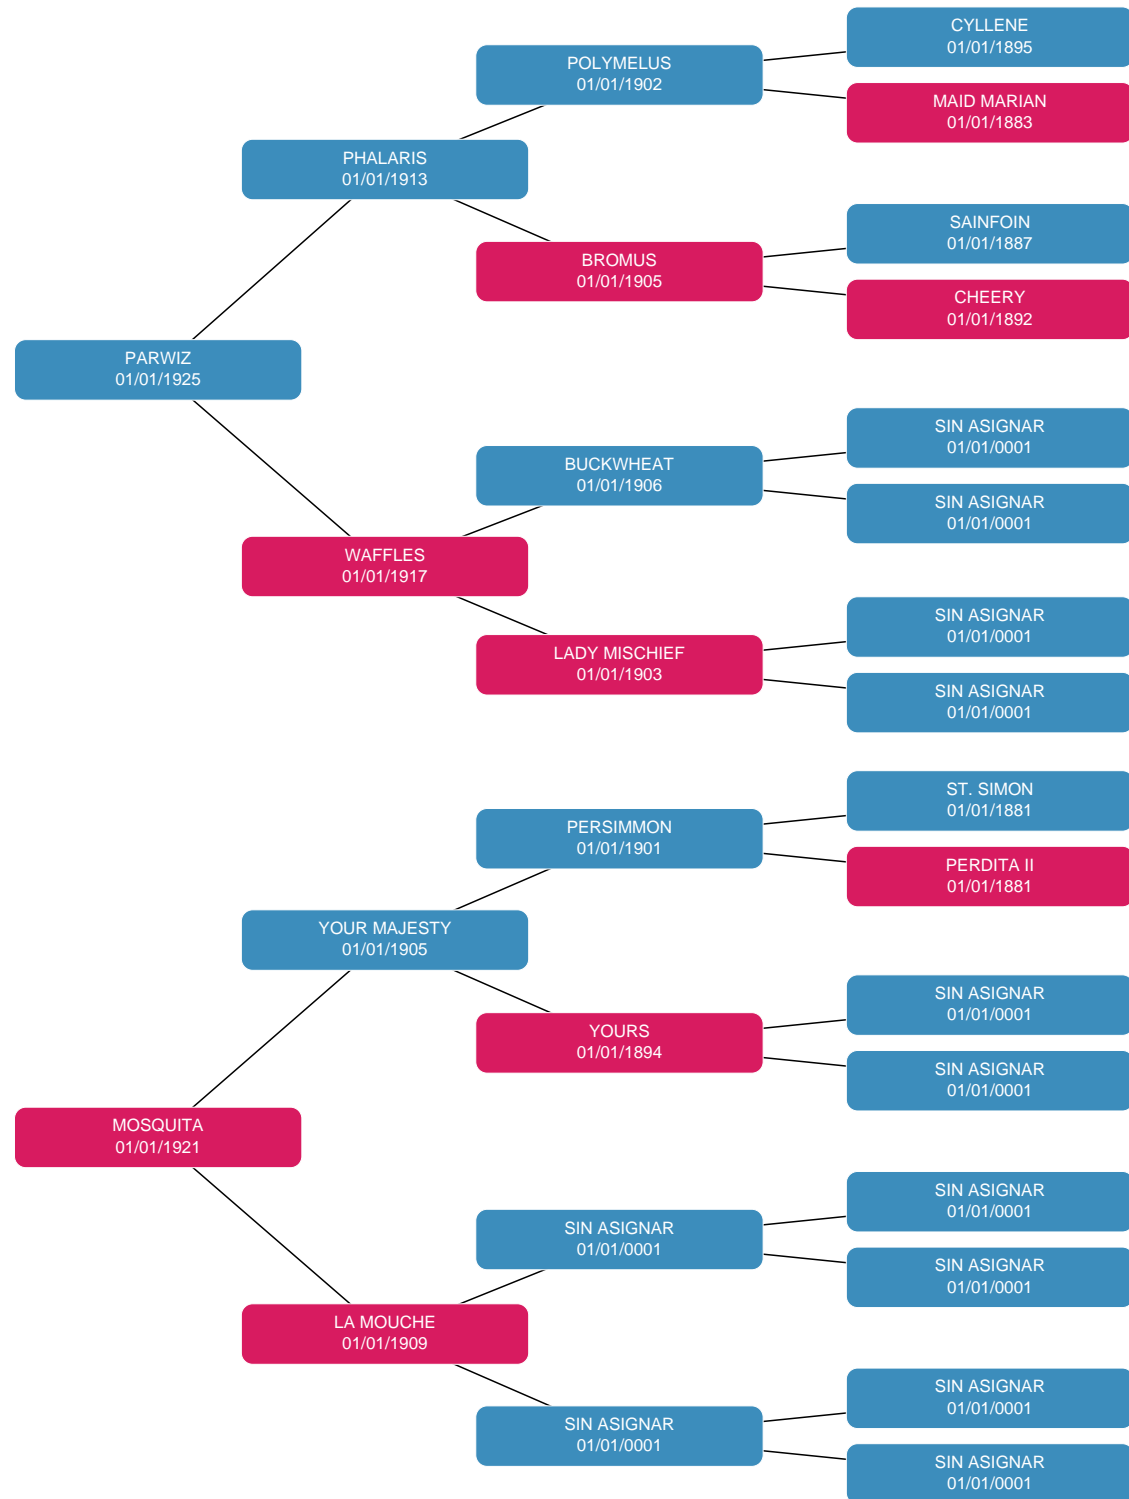 CYLLENE
01/01/1895
POLYMELUS
01/01/1902
MAID MARIAN
01/01/1883
PHALARIS
01/01/1913
SAINFOIN
01/01/1887
BROMUS
01/01/1905
CHEERY
01/01/1892
PARWIZ
01/01/1925
SIN ASIGNAR
01/01/0001
BUCKWHEAT
01/01/1906
SIN ASIGNAR
01/01/0001
WAFFLES
01/01/1917
SIN ASIGNAR
01/01/0001
LADY MISCHIEF
01/01/1903
SIN ASIGNAR
01/01/0001
ST. SIMON
01/01/1881
PERSIMMON
01/01/1901
PERDITA II
01/01/1881
YOUR MAJESTY
01/01/1905
SIN ASIGNAR
01/01/0001
YOURS
01/01/1894
SIN ASIGNAR
01/01/0001
MOSQUITA
01/01/1921
SIN ASIGNAR
01/01/0001
SIN ASIGNAR
01/01/0001
SIN ASIGNAR
01/01/0001
LA MOUCHE
01/01/1909
SIN ASIGNAR
01/01/0001
SIN ASIGNAR
01/01/0001
SIN ASIGNAR
01/01/0001